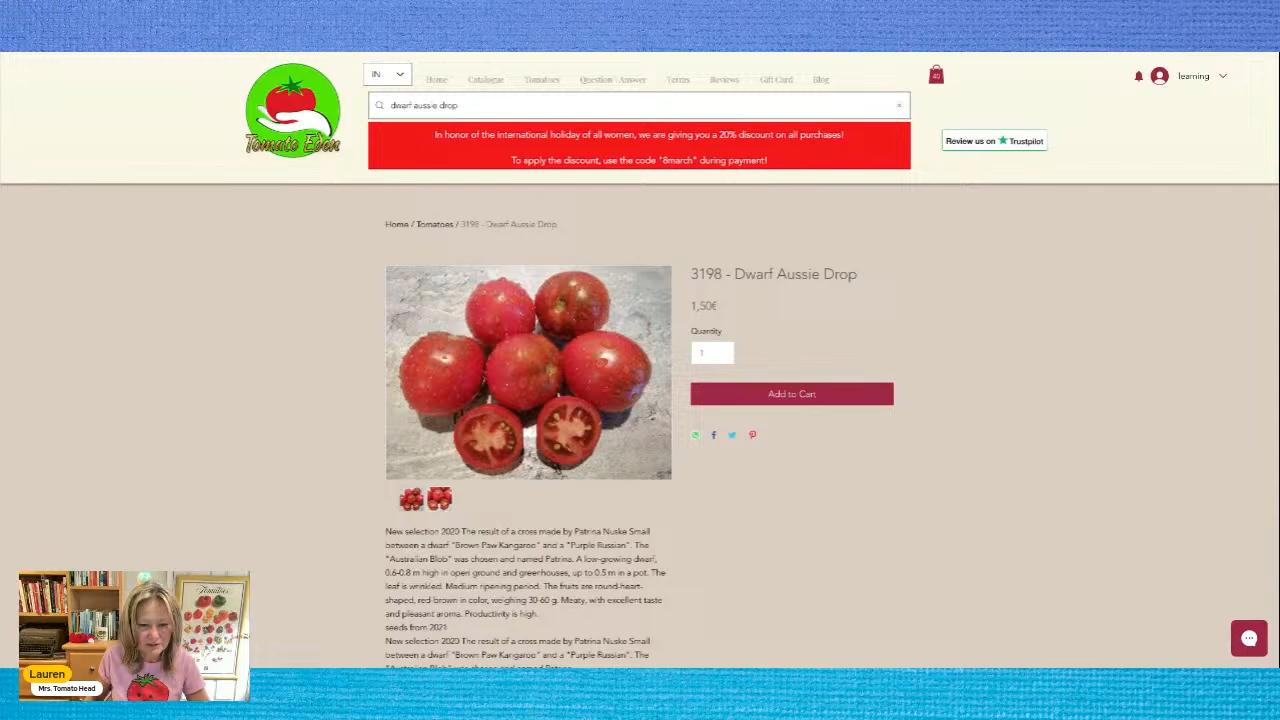 IN
Home
Catalogue
Tomatoes
Question - Answer
Terms
Reviews
Gift Card
Blog
40
learning
dwarf aussie drop
Tomato Eden
In honor of the international holiday of all women, we are giving you a 20% discount on all purchases!
To apply the discount, use the code "8march" during payment!
Review us on Trustpilot
Home / Tomatoes / 3198 - Dwarf Aussie Drop
3198 - Dwarf Aussie Drop
1,50€
Quantity
1
Add to Cart
New selection 2020 The result of a cross made by Patrina Nuske Small
between a dwarf "Brown Paw Kangaroo" and a "Purple Russian". The
"Australian Blob" was chosen and named Patrina. A low-growing dwarf,
0.6-0.8 m high in open ground and greenhouses, up to 0.5 m in a pot. The
leaf is wrinkled. Medium ripening period. The fruits are round-heart-
shaped, red-brown in color, weighing 30-60 g. Meaty, with excellent taste
and pleasant aroma. Productivity is high.
seeds from 2021
New selection 2020 The result of a cross made by Patrina Nuske Small
between a dwarf "Brown Paw Kangaroo" and a "Purple Russian". The
"Australian Blob" was chosen and named Patrina
Tomatoes
Lauren
Mrs. Tomato Head